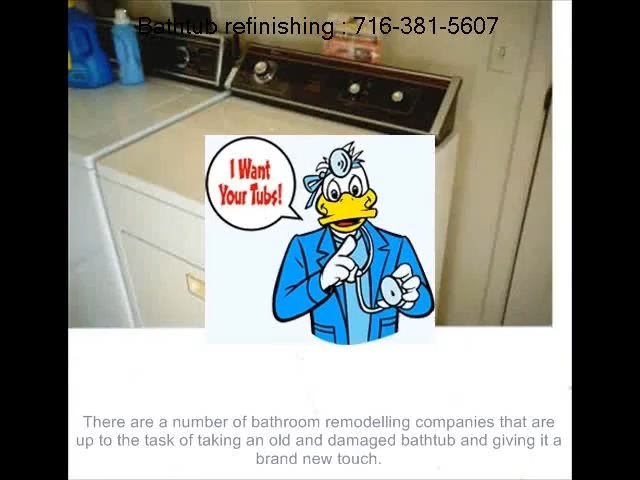 Bathtub refinishing : 716-381-5607
I Want
Your Tubs!
There are a number of bathroom remodelling companies that are
up to the task of taking an old and damaged bathtub and giving it a
brand new touch.